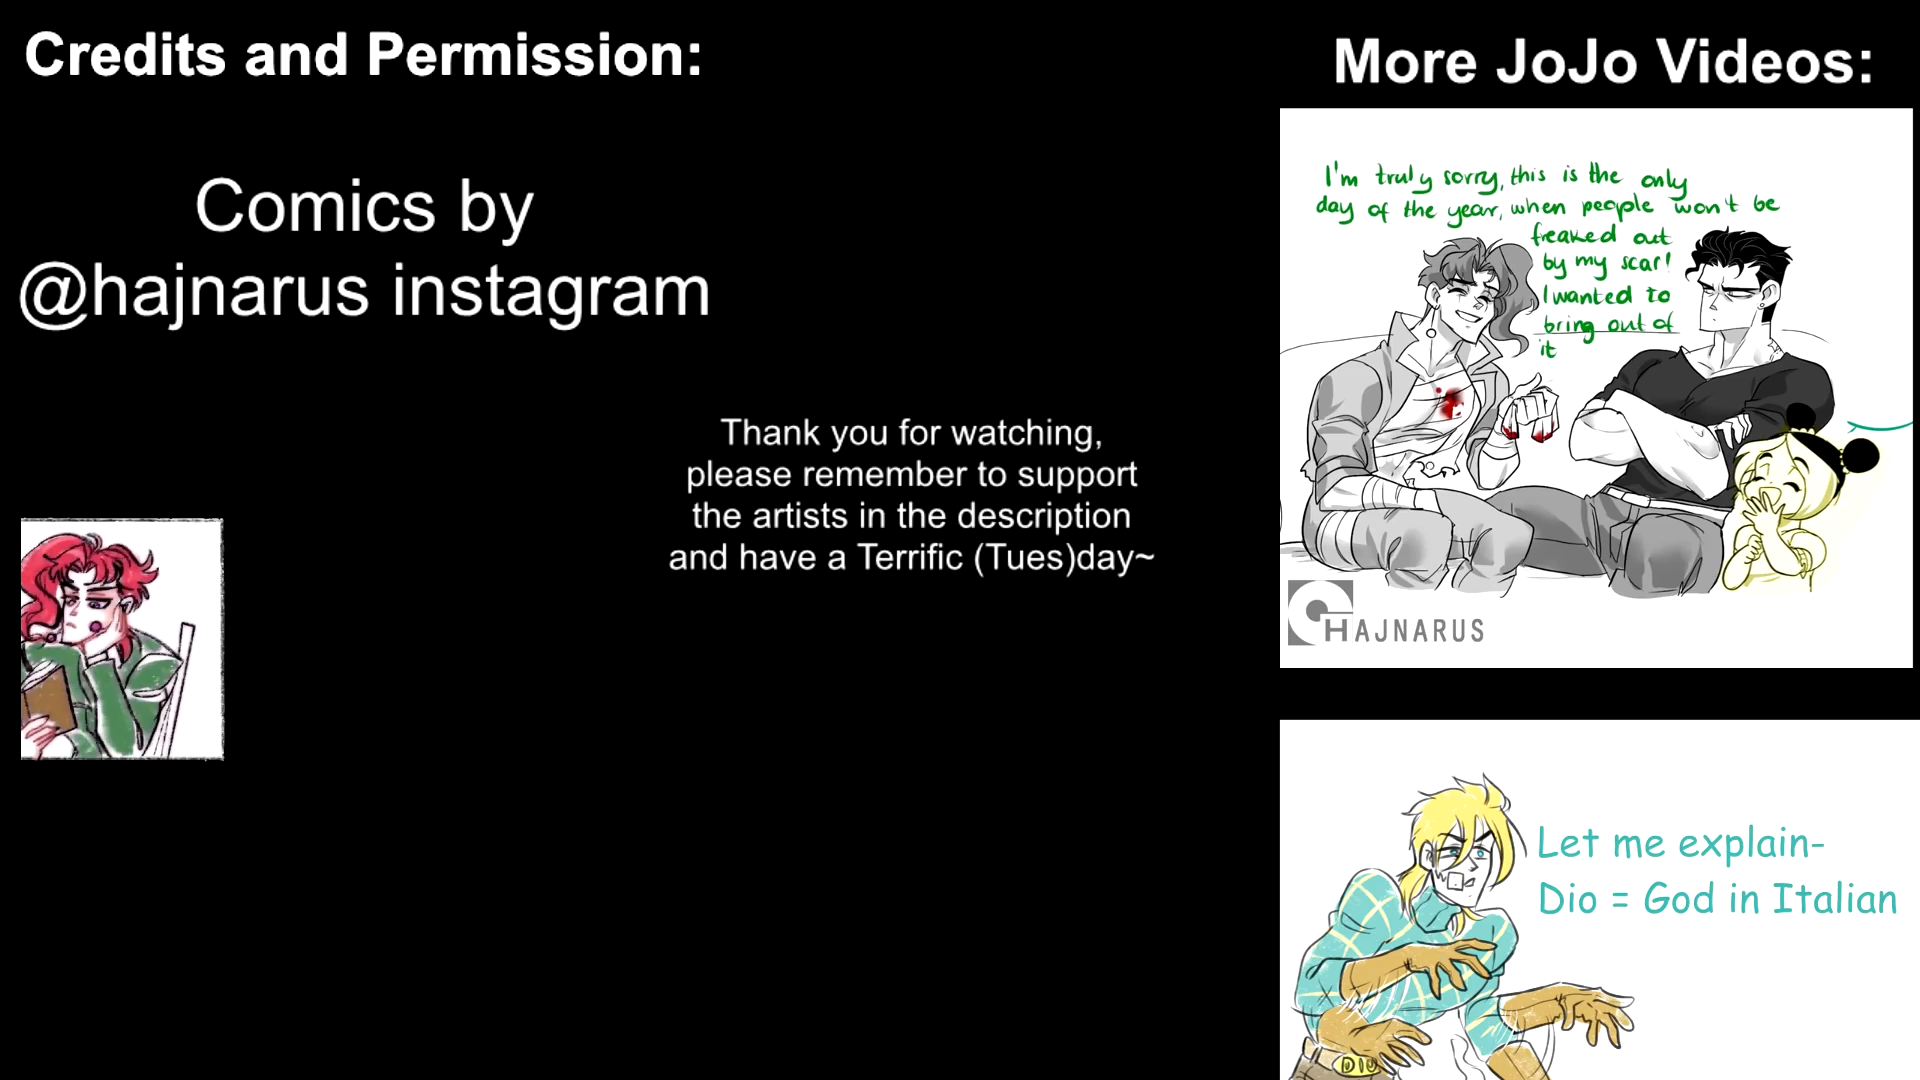 Credits and Permission:
Comics by
@hajnarus instagram
Thank you for watching,
please remember to support
the artists in the description
and have a Terrific (Tues)day~
More JoJo Videos:
I'm truly sorry, this is the only
day of the year, when people won't be
freaked out
by my scar!
I wanted to
bring out of
it
HAJNARUS
Let me explain-
Dio = God in Italian
DIO